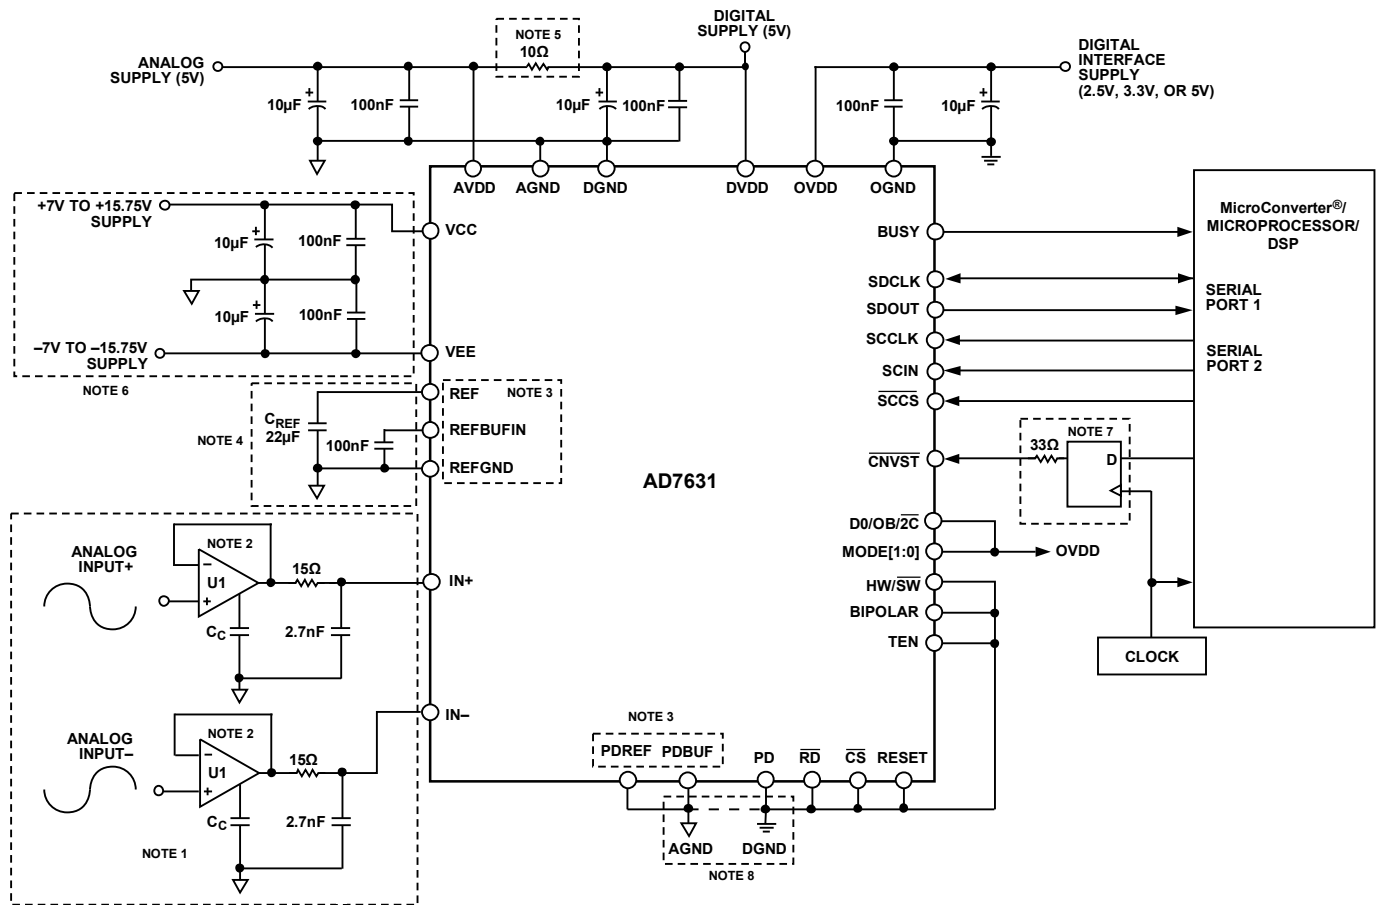 DIGITAL
SUPPLY (5V)
NOTE 5
10Ω
ANALOG
SUPPLY (5V)
DIGITAL
INTERFACE
SUPPLY
(2.5V, 3.3V, OR 5V)
10µF
+
100nF
10µF
+
100nF
100nF
10µF
+
AVDD
AGND
DGND
DVDD
OVDD
OGND
+7V TO +15.75V
SUPPLY
10µF
+
100nF
10µF
+
100nF
–7V TO –15.75V
SUPPLY
NOTE 6
VCC
VEE
REF
NOTE 3
REFBUFIN
REFGND
CREF
22µF
100nF
NOTE 4
AD7631
BUSY
SDCLK
SDOUT
SCCLK
SCIN
SCCS
CNVST
D0/OB/2C
MODE[1:0]
HW/SW
BIPOLAR
TEN
OVDD
MicroConverter®/
MICROPROCESSOR/
DSP
SERIAL
PORT 1
SERIAL
PORT 2
NOTE 7
33Ω
D
CLOCK
ANALOG
INPUT+
NOTE 2
–
U1
+
15Ω
CC
2.7nF
IN+
ANALOG
INPUT–
NOTE 2
–
U1
+
15Ω
CC
2.7nF
IN–
NOTE 1
NOTE 3
PDREF PDBUF
PD
RD
CS
RESET
AGND
DGND
NOTE 8